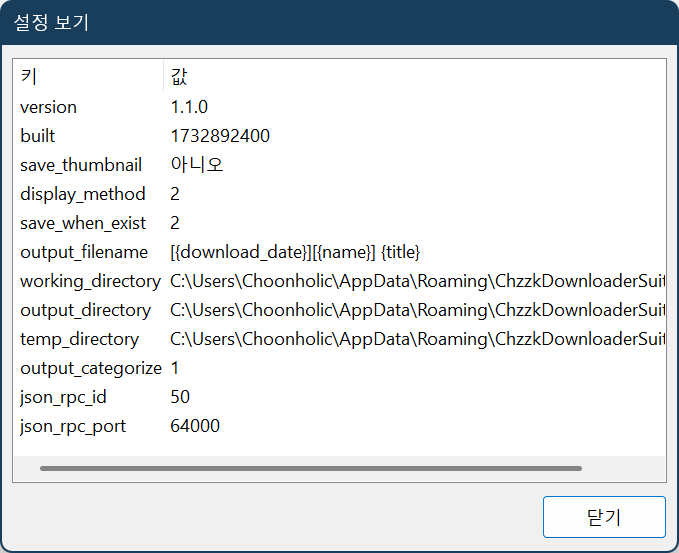 설정 보기
키 값
version 1.1.0
built 1732892400
save_thumbnail 아니오
display_method 2
save_when_exist 2
output_filename [{download_date}][{name}] {title}
working_directory C:\Users\Choonholic\AppData\Roaming\ChzzkDownloaderSuit
output_directory C:\Users\Choonholic\AppData\Roaming\ChzzkDownloaderSuit
temp_directory C:\Users\Choonholic\AppData\Roaming\ChzzkDownloaderSuit
output_categorize 1
json_rpc_id 50
json_rpc_port 64000
닫기